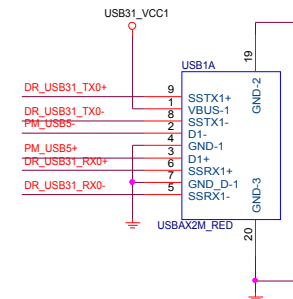 USB31_VCC1
USB1A
19
DR_USB31_TX0+
9
SSTX1+
GND-2
1
VBUS-1
DR_USB31_TX0-
8
SSTX1-
PM_USB5-
2
D1-
4
GND-1
PM_USB5+
3
D1+
DR_USB31_RX0+
6
SSRX1+
7
GND_D-1
GND-3
DR_USB31_RX0-
5
SSRX1-
USBAX2M_RED
20